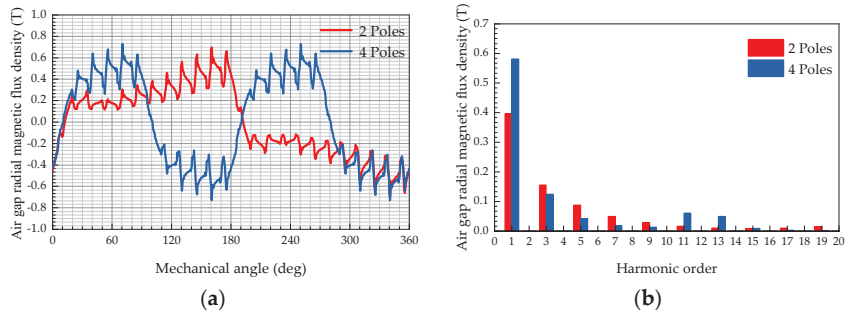 Air gap radial magnetic flux density (T)
1.0
0.8
0.6
0.4
0.2
0.0
-0.2
-0.4
-0.6
-0.8
-1.0
2 Poles
4 Poles
0 60 120 180 240 300 360
Mechanical angle (deg)
(a)
Air gap radial magnetic flux density (T)
0.7
0.6
0.5
0.4
0.3
0.2
0.1
0.0
2 Poles
4 Poles
0 1 2 3 4 5 6 7 8 9 10 11 12 13 14 15 16 17 18 19 20
Harmonic order
(b)